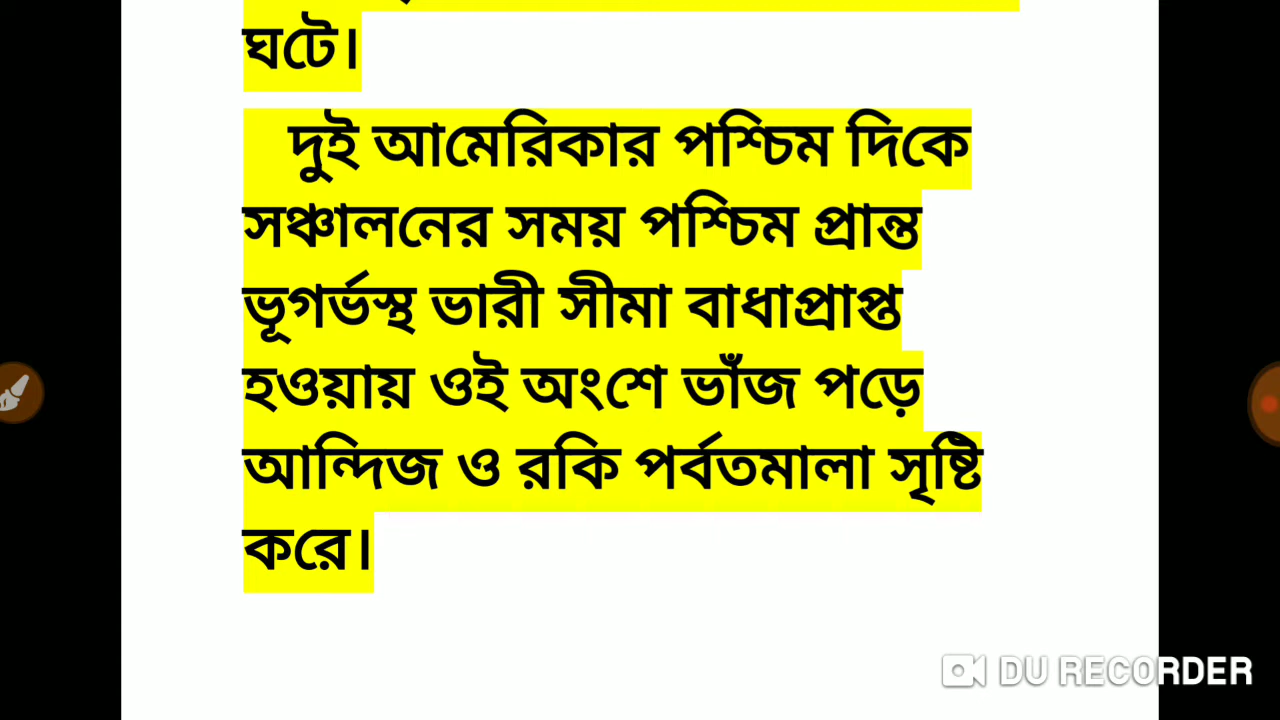 ঘটে।
দুই আমেরিকার পশ্চিম দিকে
সঞ্চালনের সময় পশ্চিম প্রান্ত
ভূগর্ভস্থ ভারী সীমা বাধাপ্রাপ্ত
হওয়ায় ওই অংশে ভাঁজ পড়ে
আন্দিজ ও রকি পর্বতমালা সৃষ্টি
করে।
DU RECORDER